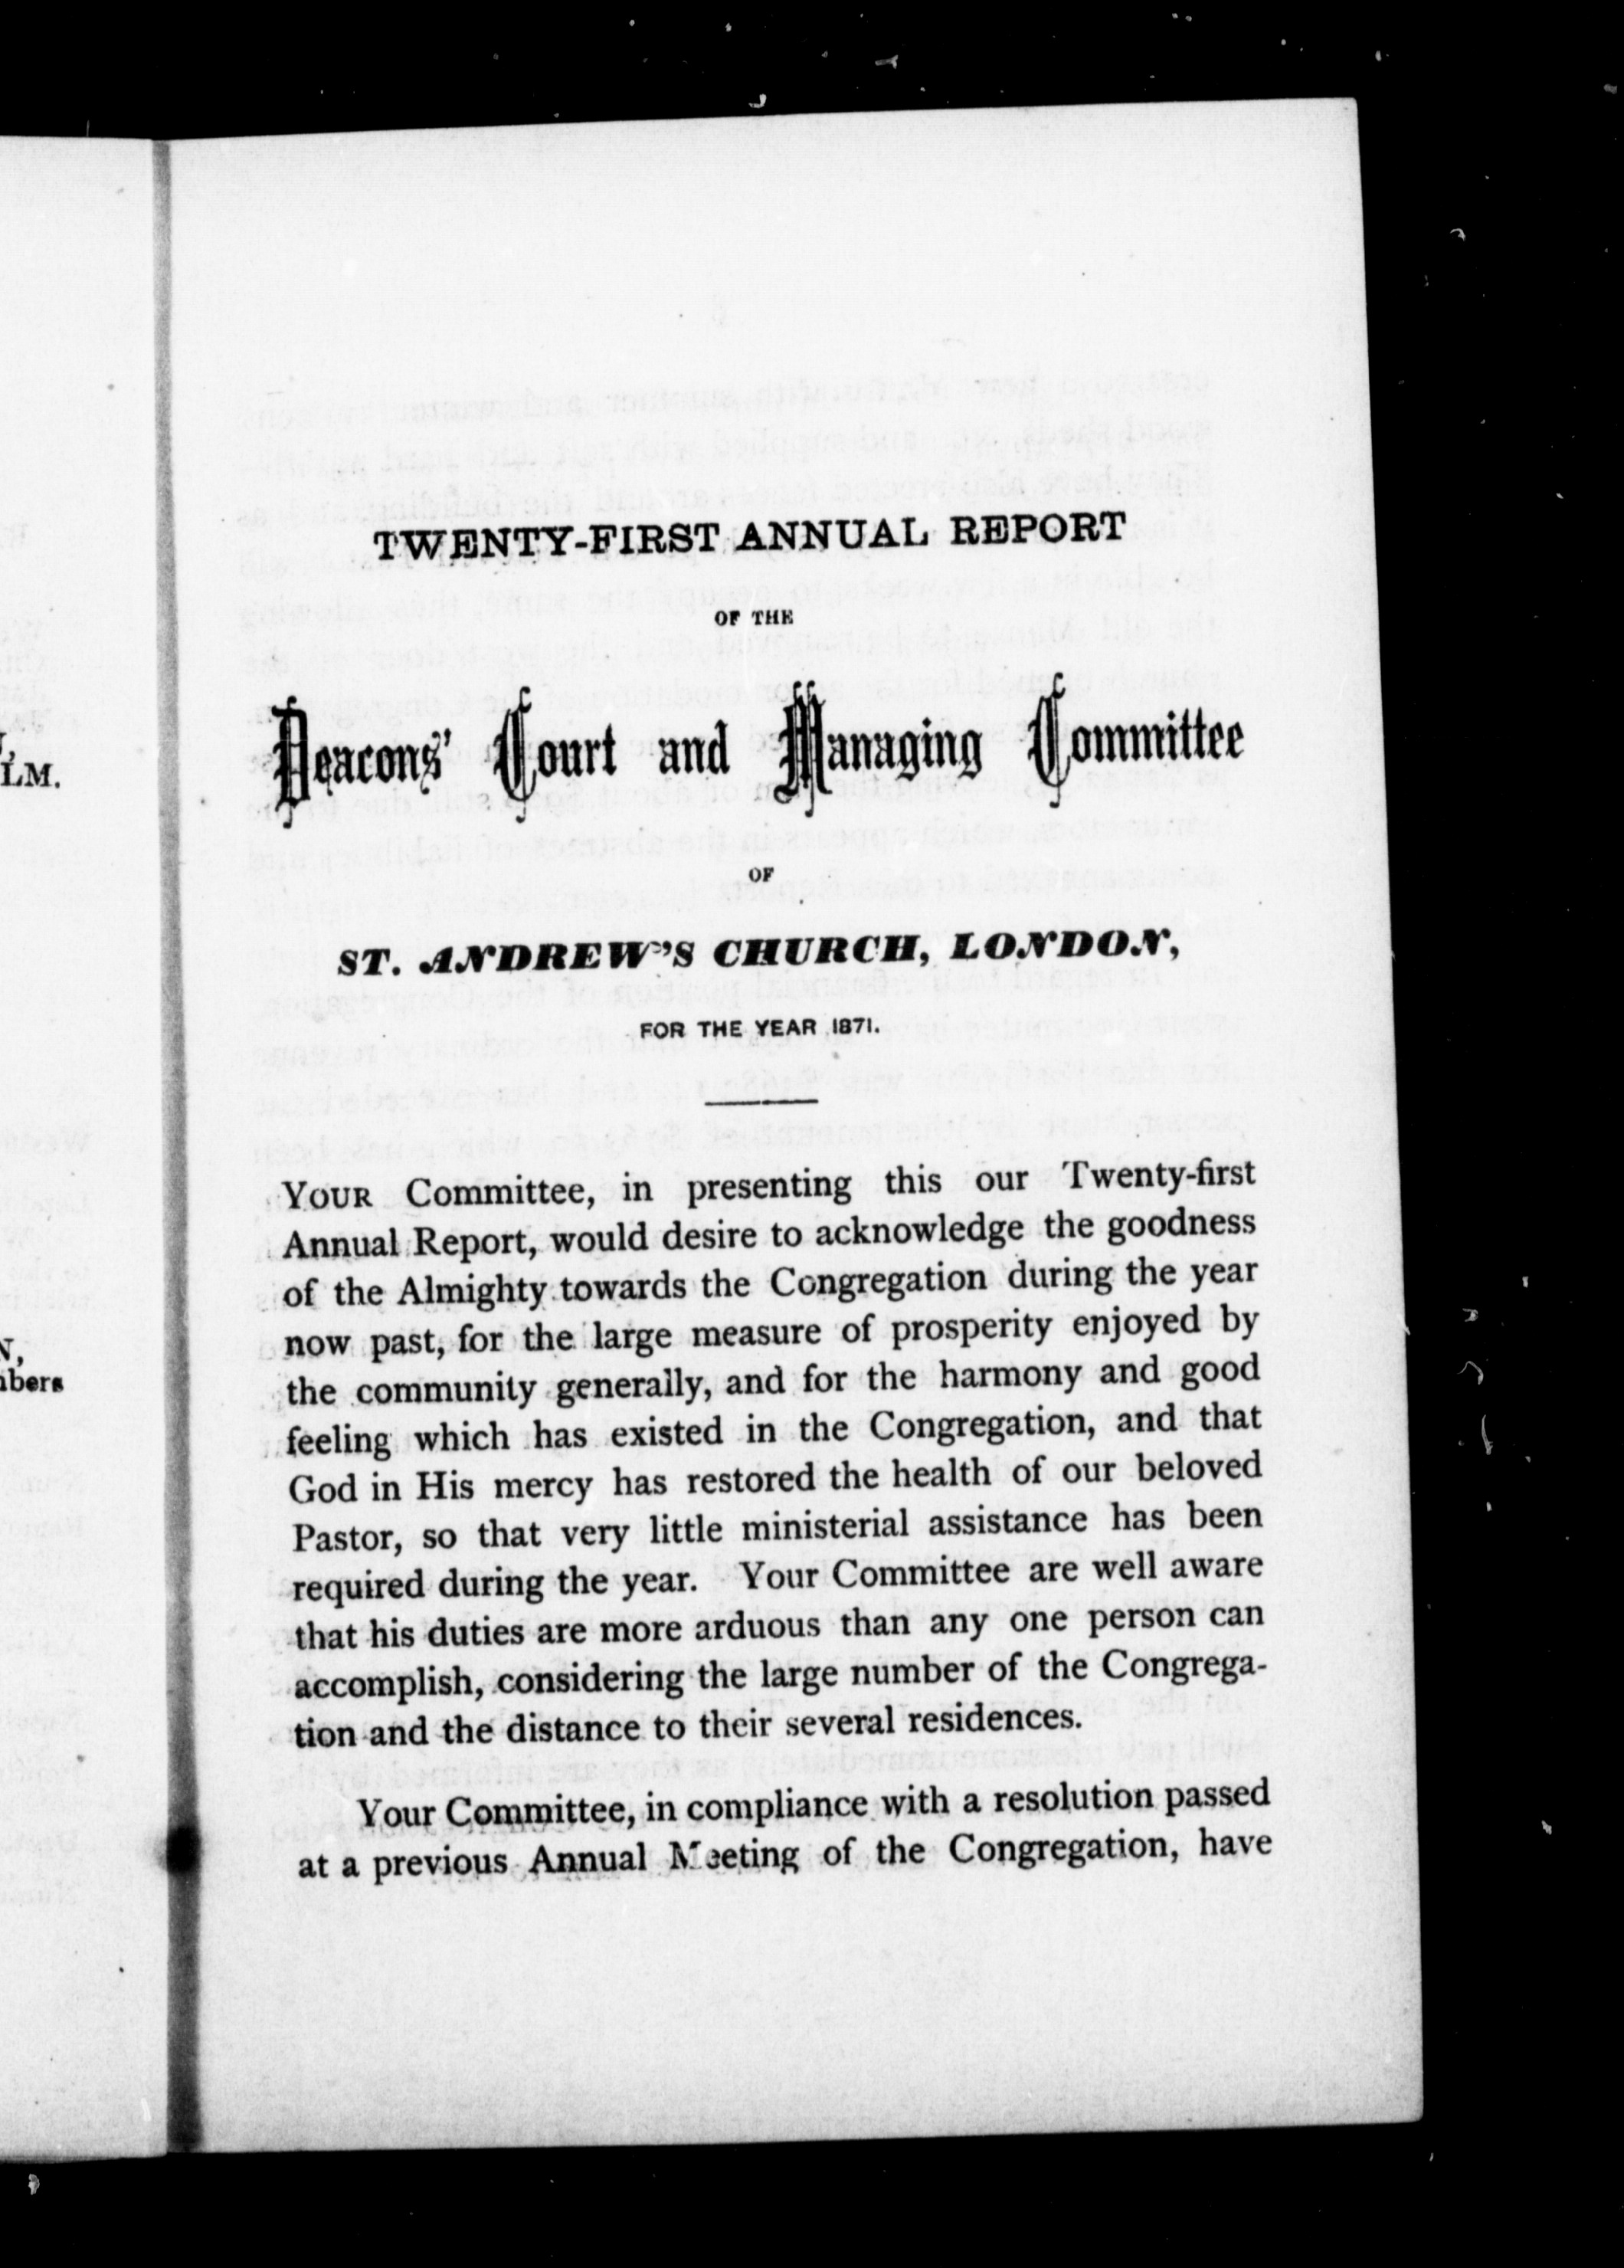 TWENTY-FIRST ANNUAL REPORT
OF THE
Deacons' Court and Managing Committee
OF
ST. ANDREW'S CHURCH, LONDON,
FOR THE YEAR 1871.
YOUR Committee, in presenting this our Twenty-first
Annual Report, would desire to acknowledge the goodness
of the Almighty towards the Congregation during the year
now past, for the large measure of prosperity enjoyed by
the community generally, and for the harmony and good
feeling which has existed in the Congregation, and that
God in His mercy has restored the health of our beloved
Pastor, so that very little ministerial assistance has been
required during the year. Your Committee are well aware
that his duties are more arduous than any one person can
accomplish, considering the large number of the Congrega-
tion and the distance to their several residences.
Your Committee, in compliance with a resolution passed
at a previous Annual Meeting of the Congregation, have